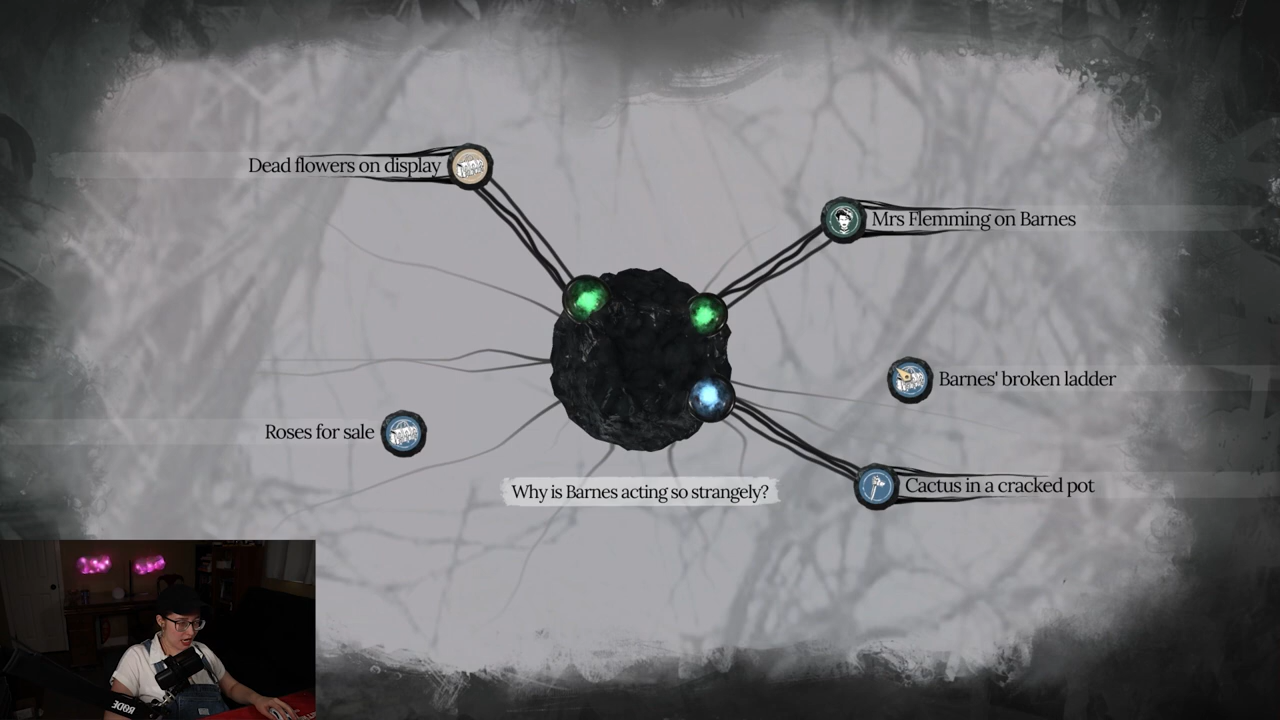 Dead flowers on display
Mrs Flemming on Barnes
Barnes' broken ladder
Roses for sale
Cactus in a cracked pot
Why is Barnes acting so strangely?
RØDE